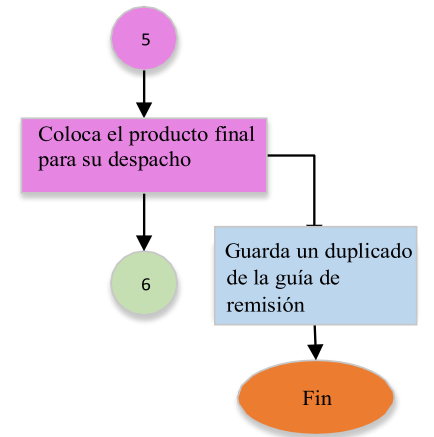 5
Coloca el producto final
para su despacho
Guarda un duplicado
de la guía de
remisión
6
Fin